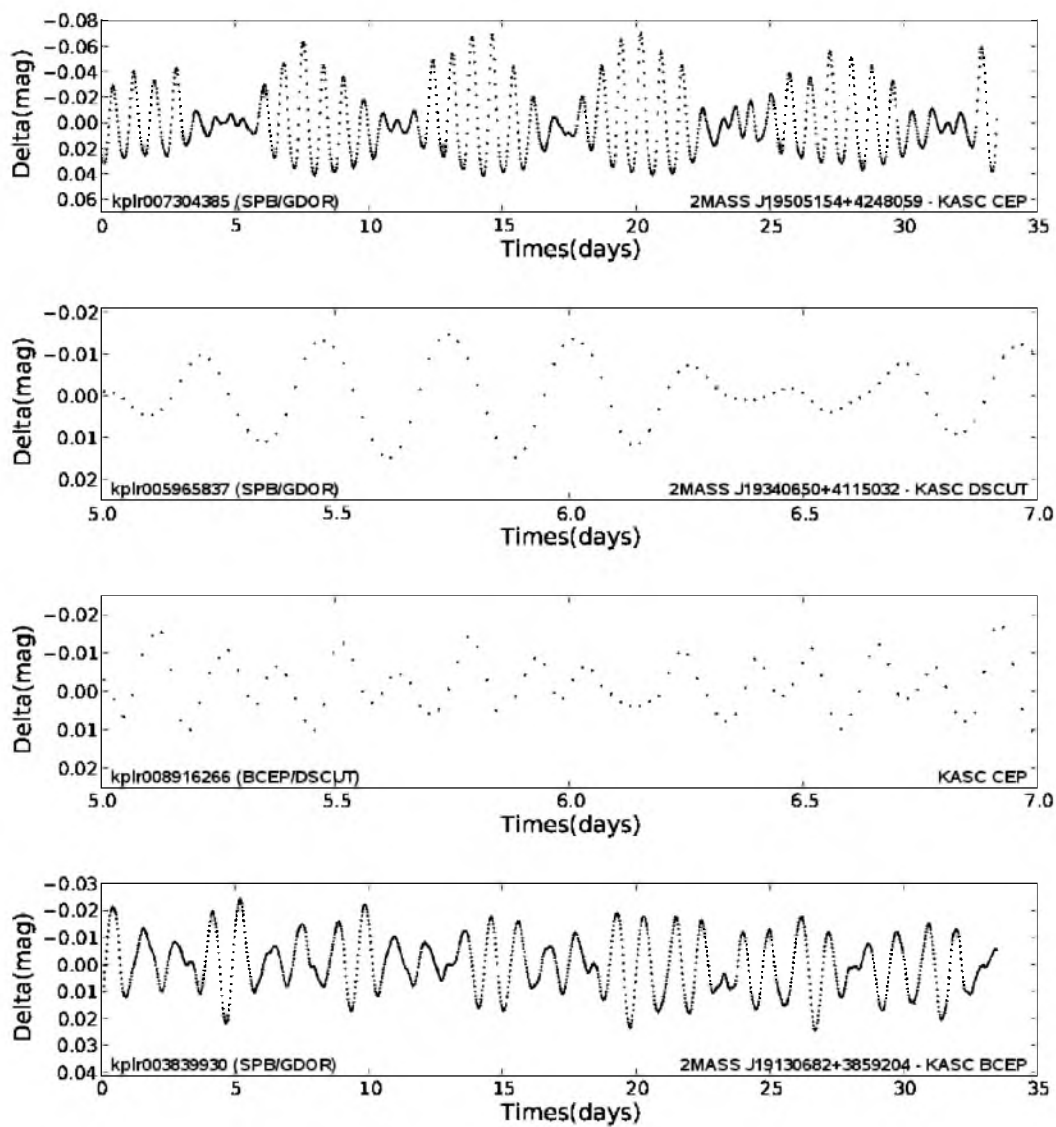 −0.08
−0.06
−0.04
−0.02
0.00
0.02
0.04
0.06
Delta(mag)
kplr007304385 (SPB/GDOR) 2MASS J19505154+4248059 - KASC CEP
0 5 10 15 20 25 30 35
Times(days)
−0.02
−0.01
0.00
0.01
0.02
Delta(mag)
kplr005965837 (SPB/GDOR) 2MASS J19340650+4115032 - KASC DSCUT
5.0 5.5 6.0 6.5 7.0
Times(days)
−0.02
−0.01
0.00
0.01
0.02
Delta(mag)
kplr008916266 (BCEP/DSCUT) KASC CEP
5.0 5.5 6.0 6.5 7.0
Times(days)
−0.03
−0.02
−0.01
0.00
0.01
0.02
0.03
0.04
Delta(mag)
kplr003839930 (SPB/GDOR) 2MASS J19130682+3859204 - KASC BCEP
0 5 10 15 20 25 30 35
Times(days)